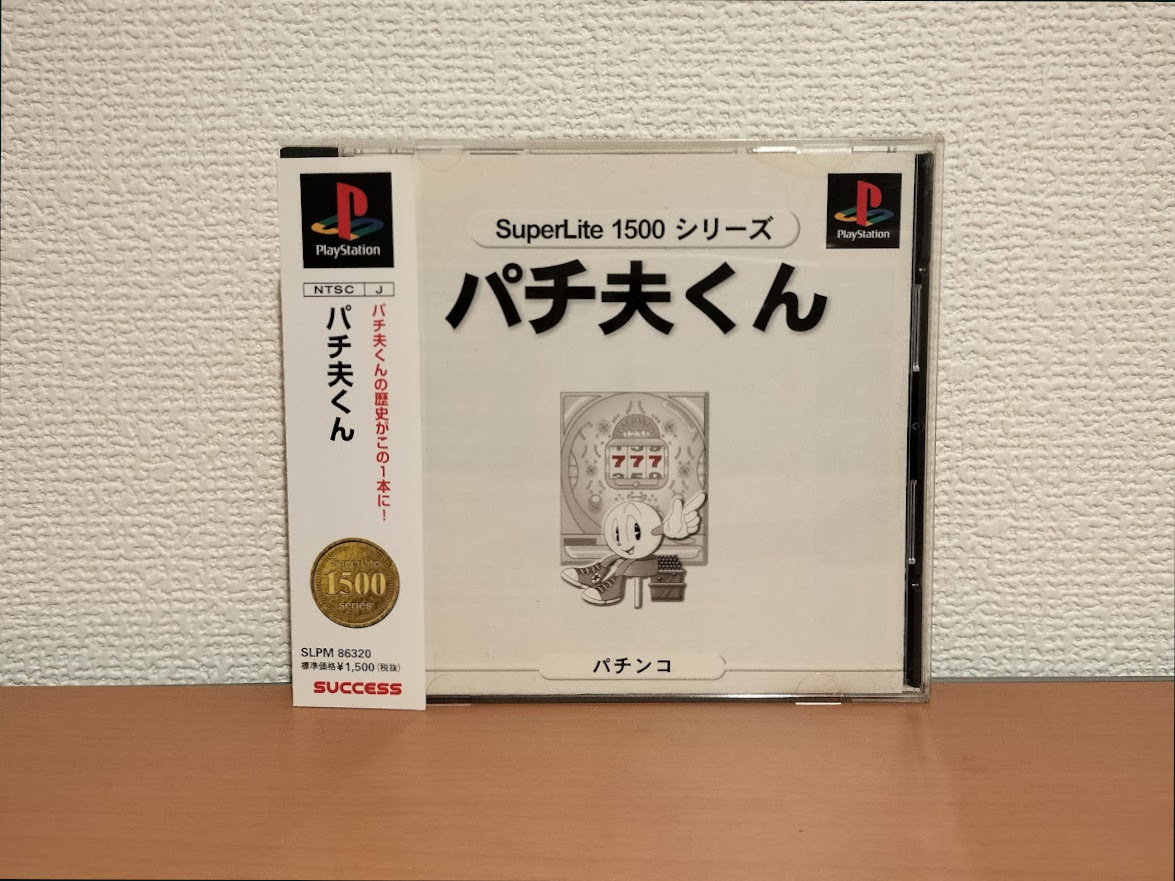 PlayStation
NTSC J
パチ夫くん
パチ夫くんの歴史がこの1本に!
SuperLite
1500
series
SLPM 86320
標準価格¥1,500(税抜)
SUCCESS
SuperLite 1500 シリーズ
PlayStation
パチ夫くん
777
パチンコ